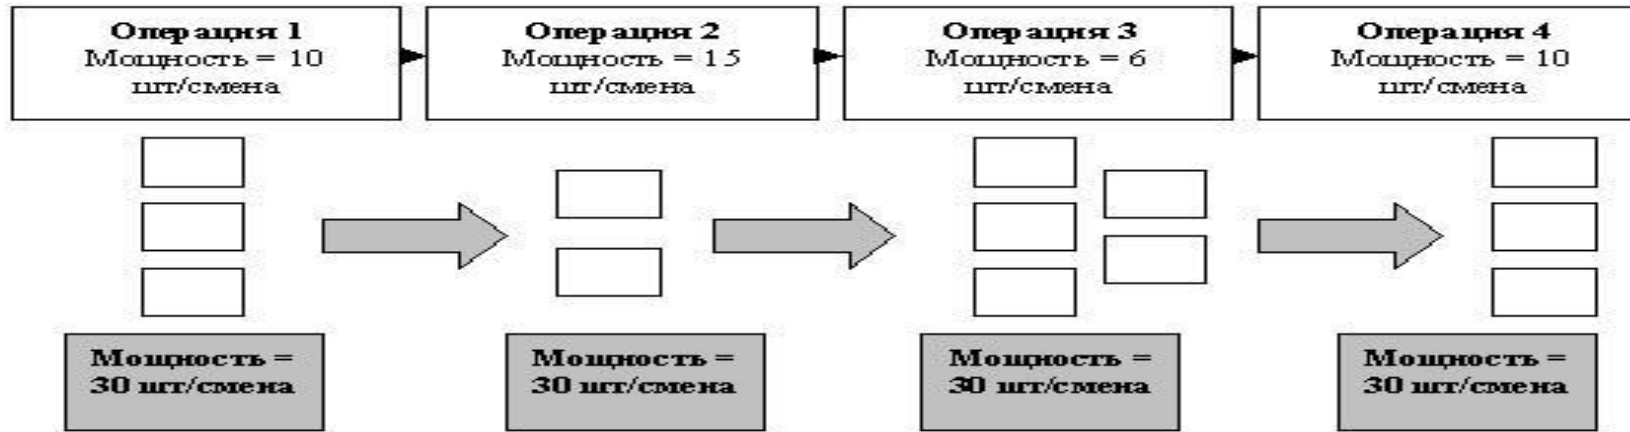 Операция 1
Мощность = 10
шт/смена
Операция 2
Мощность = 15
шт/смена
Операция 3
Мощность = 6
шт/смена
Операция 4
Мощность = 10
шт/смена
Мощность =
30 шт/смена
Мощность =
30 шт/смена
Мощность =
30 шт/смена
Мощность =
30 шт/смена